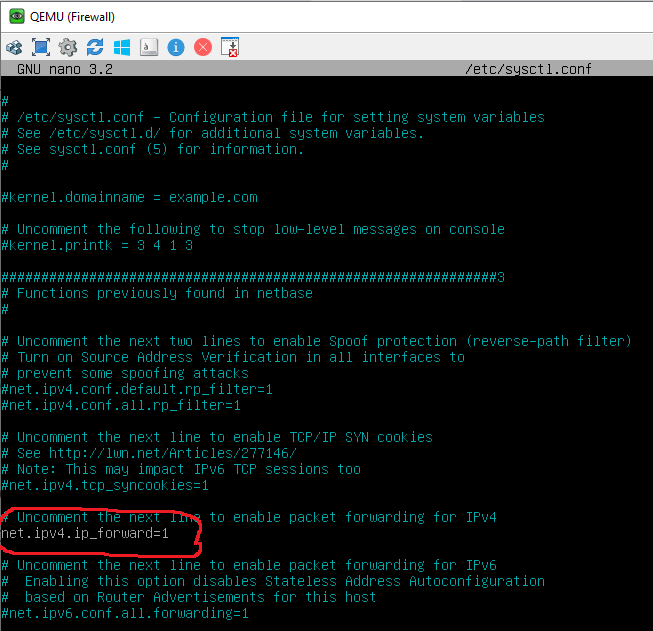 QEMU (Firewall)
GNU nano 3.2 /etc/sysctl.conf
#
# /etc/sysctl.conf - Configuration file for setting system variables
# See /etc/sysctl.d/ for additional system variables.
# See sysctl.conf (5) for information.
#
#kernel.domainname = example.com
# Uncomment the following to stop low-level messages on console
#kernel.printk = 3 4 1 3
##############################################################3
# Functions previously found in netbase
#
# Uncomment the next two lines to enable Spoof protection (reverse-path filter)
# Turn on Source Address Verification in all interfaces to
# prevent some spoofing attacks
#net.ipv4.conf.default.rp_filter=1
#net.ipv4.conf.all.rp_filter=1
# Uncomment the next line to enable TCP/IP SYN cookies
# See http://lwn.net/Articles/277146/
# Note: This may impact IPv6 TCP sessions too
#net.ipv4.tcp_syncookies=1
# Uncomment the next line to enable packet forwarding for IPv4
net.ipv4.ip_forward=1
# Uncomment the next line to enable packet forwarding for IPv6
#  Enabling this option disables Stateless Address Autoconfiguration
#  based on Router Advertisements for this host
#net.ipv6.conf.all.forwarding=1